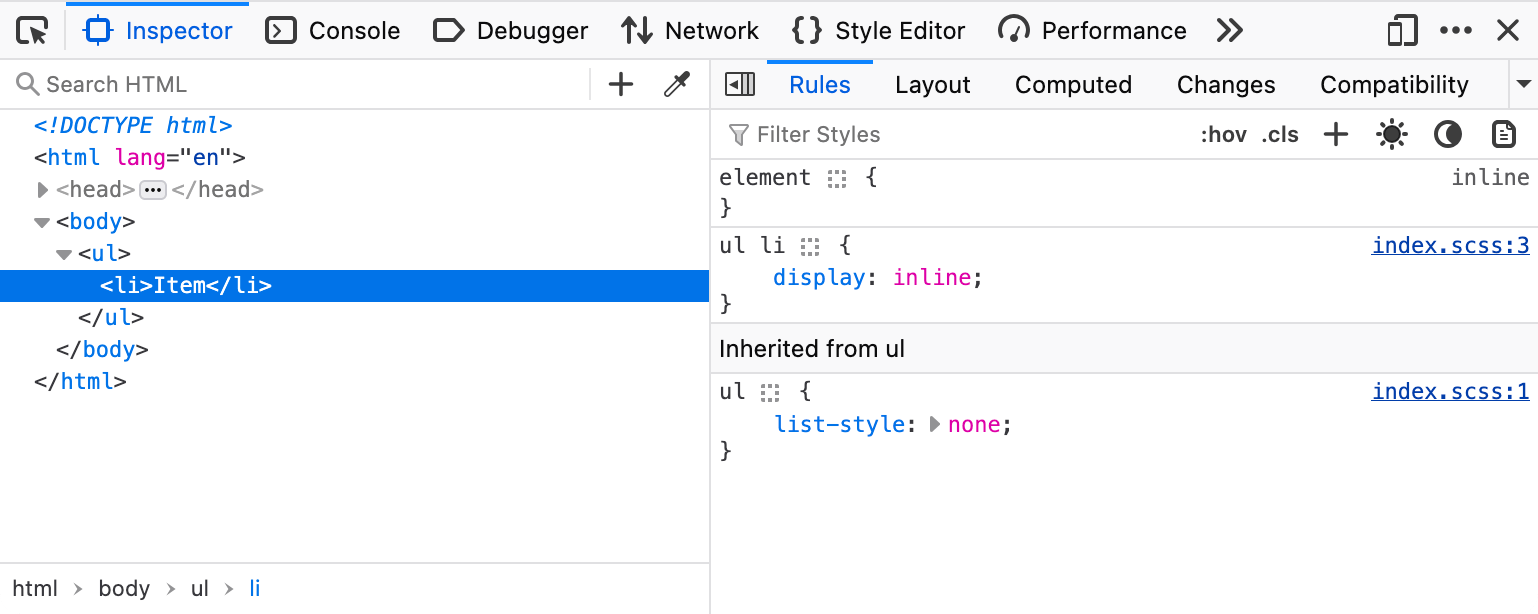 Inspector Console Debugger Network Style Editor Performance
Search HTML
<!DOCTYPE html>
<html lang="en">
<head>⋯</head>
<body>
<ul>
<li>Item</li>
</ul>
</body>
</html>
html > body > ul > li
Rules Layout Computed Changes Compatibility
Filter Styles :hov .cls
element { inline
}
ul li { index.scss:3
display: inline;
}
Inherited from ul
ul { index.scss:1
list-style: none;
}